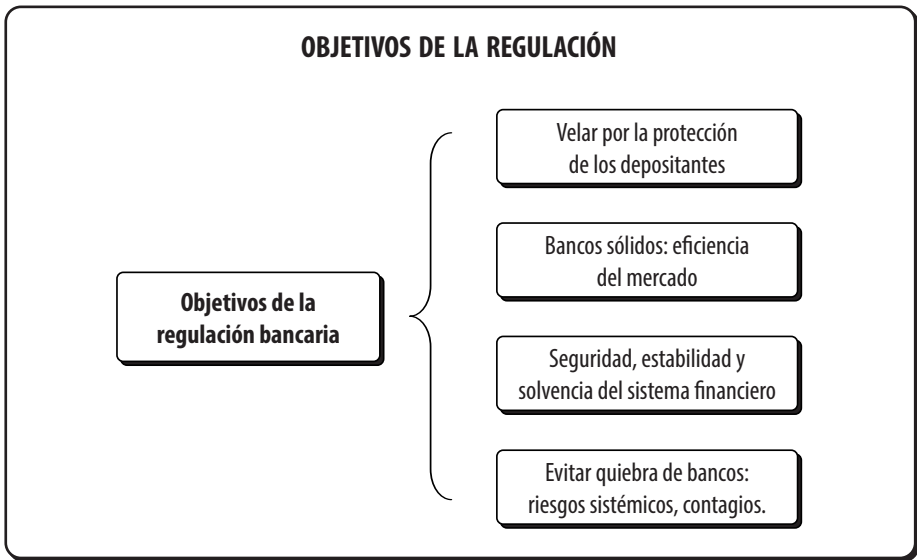 OBJETIVOS DE LA REGULACIÓN
Objetivos de la
regulación bancaria
Velar por la protección
de los depositantes
Bancos sólidos: eficiencia
del mercado
Seguridad, estabilidad y
solvencia del sistema financiero
Evitar quiebra de bancos:
riesgos sistémicos, contagios.